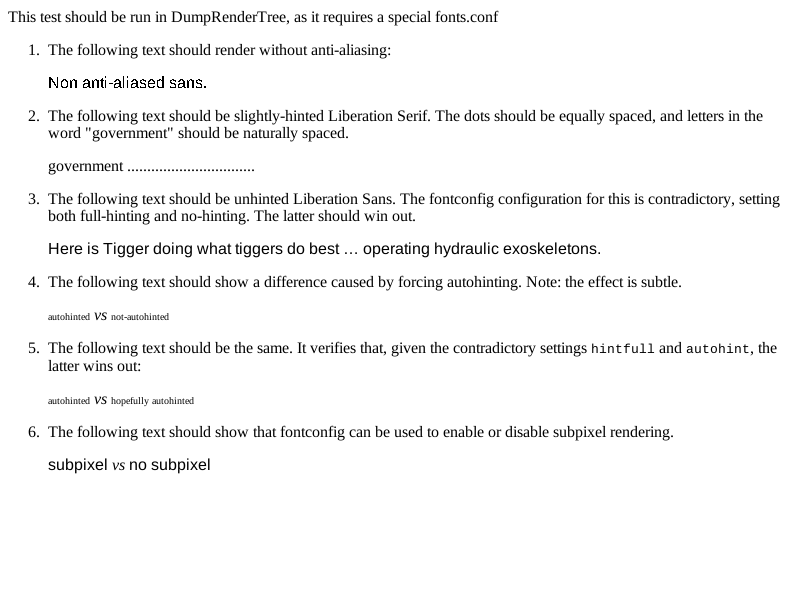 This test should be run in DumpRenderTree, as it requires a special fonts.conf
1. The following text should render without anti-aliasing:
Non anti-aliased sans.
2. The following text should be slightly-hinted Liberation Serif. The dots should be equally spaced, and letters in the
word "government" should be naturally spaced.
government ................................
3. The following text should be unhinted Liberation Sans. The fontconfig configuration for this is contradictory, setting
both full-hinting and no-hinting. The latter should win out.
Here is Tigger doing what tiggers do best … operating hydraulic exoskeletons.
4. The following text should show a difference caused by forcing autohinting. Note: the effect is subtle.
autohinted vs not-autohinted
5. The following text should be the same. It verifies that, given the contradictory settings hintfull and autohint, the
latter wins out:
autohinted vs hopefully autohinted
6. The following text should show that fontconfig can be used to enable or disable subpixel rendering.
subpixel vs no subpixel